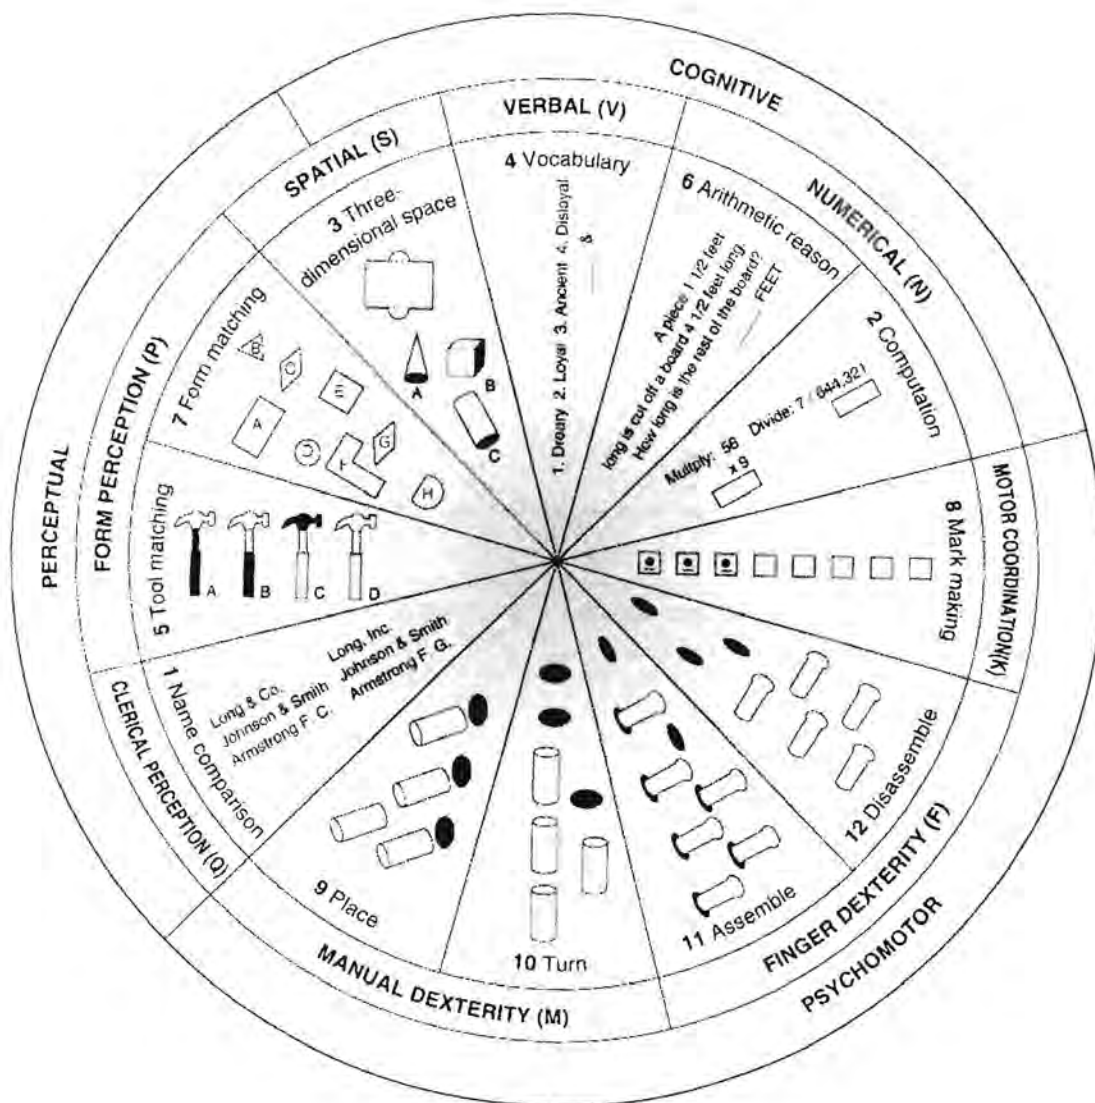 COGNITIVE
PERCEPTUAL
PSYCHOMOTOR
VERBAL (V)
4 Vocabulary
1. Dreary 2. Loyal 3. Ancient 4. Disloyal
&
NUMERICAL (N)
6 Arithmetic reason
A piece 1 1/2 feet
long is cut off a board 4 1/2 feet long.
How long is the rest of the board?
FEET
2 Computation
Multiply: 56
x 9
Divide: 7 / 644,321
MOTOR COORDINATION(K)
8 Mark making
FINGER DEXTERITY (F)
12 Disassemble
11 Assemble
MANUAL DEXTERITY (M)
10 Turn
9 Place
CLERICAL PERCEPTION (Q)
1 Name comparison
Long & Co.
Johnson & Smith
Armstrong F. C.
Long, Inc.
Johnson & Smith
Armstrong F. G.
FORM PERCEPTION (P)
5 Tool matching
A B C D
7 Form matching
B
C
A
D
G
H
SPATIAL (S)
3 Three-
dimensional space
A
B
C